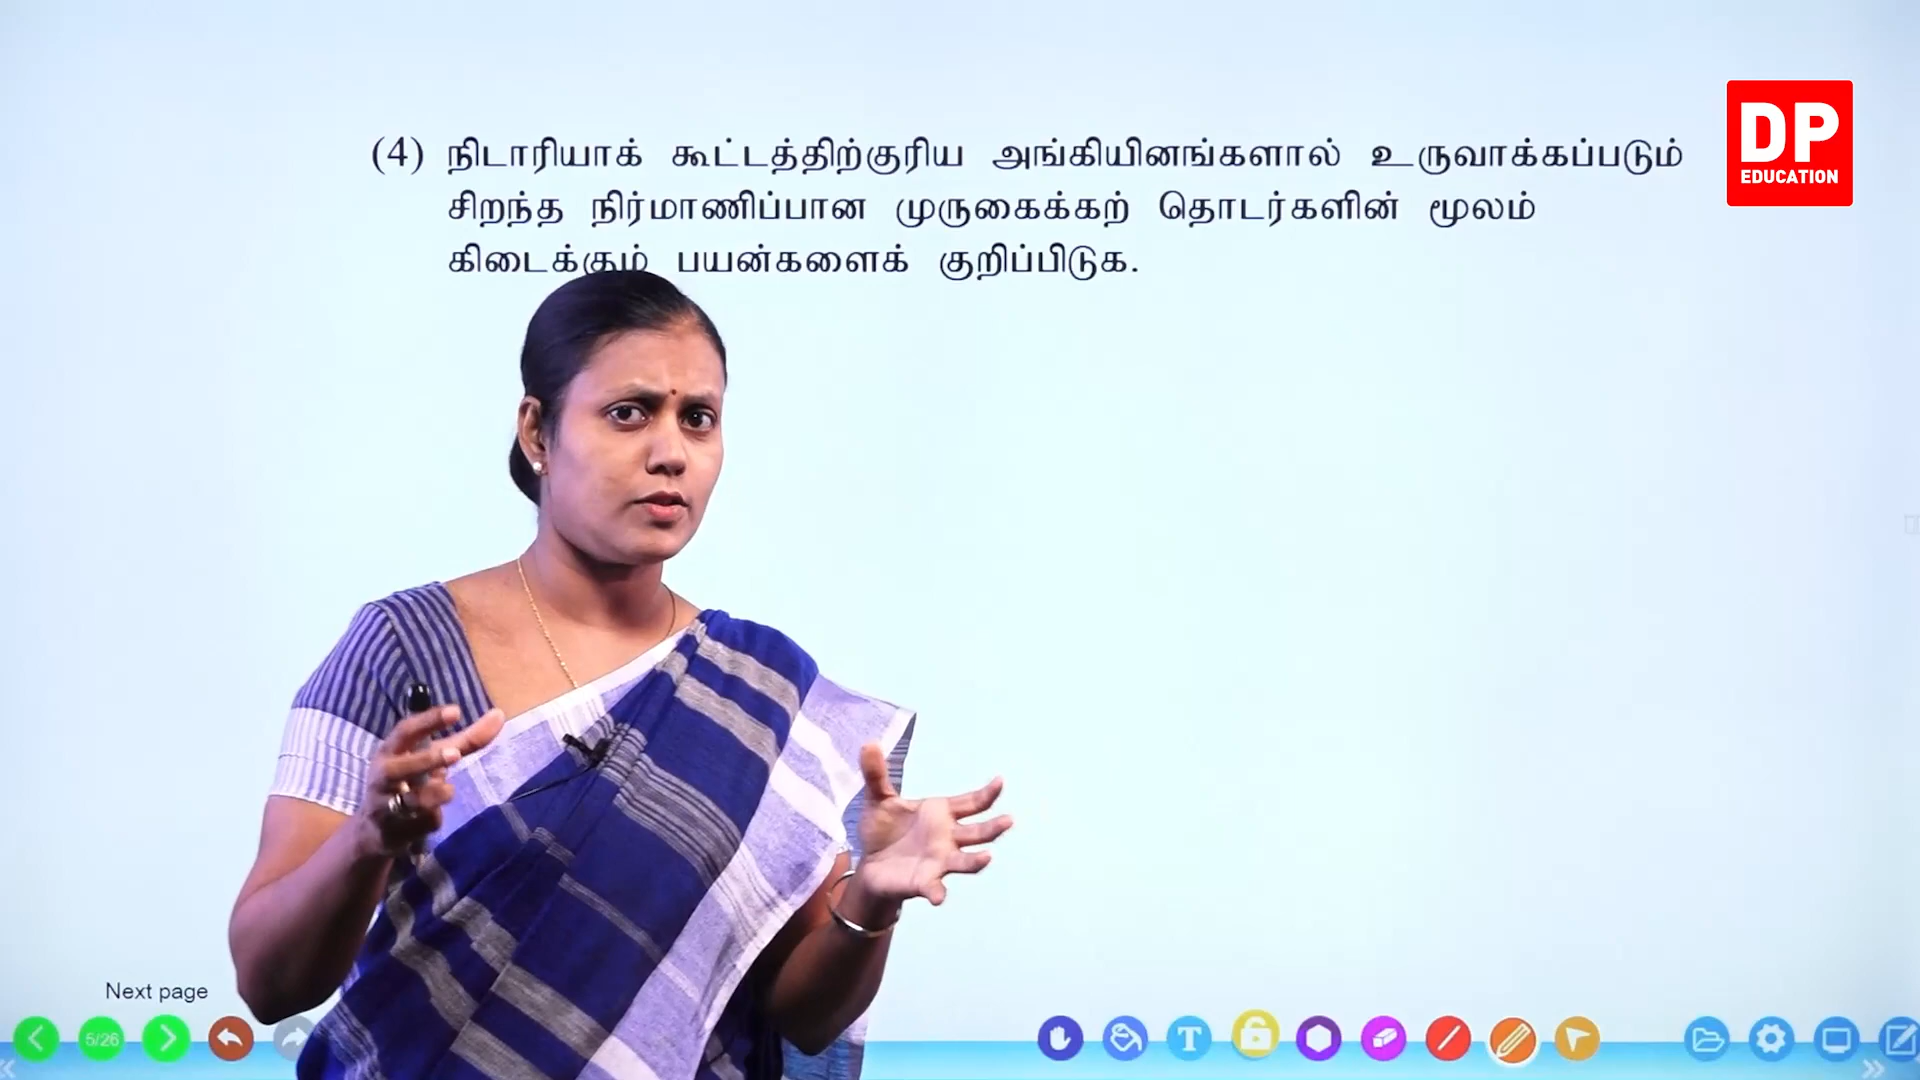 (4) நிடாரியாக் கூட்டத்திற்குரிய அங்கியினங்களால் உருவாக்கப்படும்
சிறந்த நிர்மாணிப்பான முருகைக்கற் தொடர்களின் மூலம்
கிடைக்கும் பயன்களைக் குறிப்பிடுக.
DP
EDUCATION
Next page
5/26
T